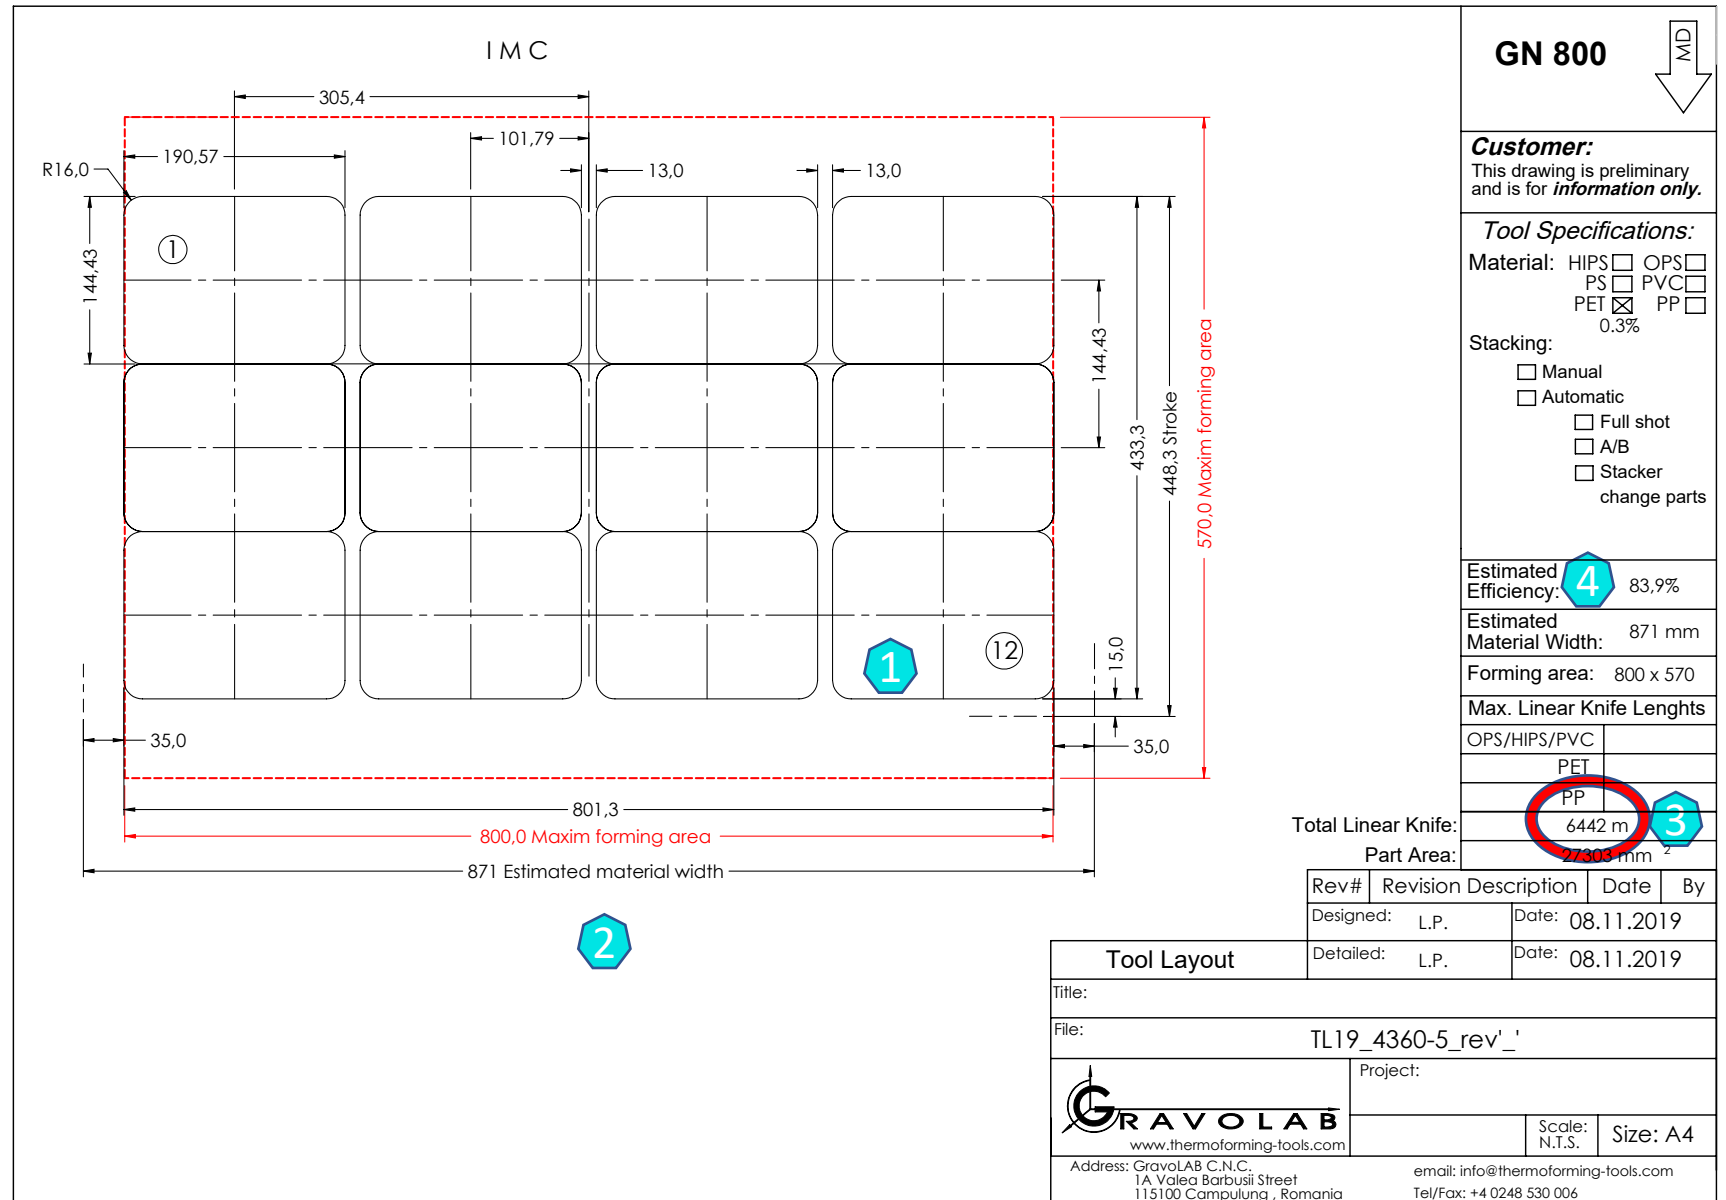 I M C
305,4
101,79
190,57
R16,0
13,0
13,0
1
144,43
144,43
433,3
448,3 Stroke
570,0 Maxim forming area
12
1
15,0
35,0
35,0
801,3
800,0 Maxim forming area
871 Estimated material width
2
GN 800
MD
Customer:
This drawing is preliminary
and is for information only.
Tool Specifications:
Material: HIPS OPS
PS PVC
PET PP
0.3%
Stacking:
Manual
Automatic
Full shot
A/B
Stacker
change parts
Estimated
Efficiency: 4 83,9%
Estimated
Material Width: 871 mm
Forming area: 800 x 570
Max. Linear Knife Lenghts
OPS/HIPS/PVC
PET
PP
Total Linear Knife: 6442 m 3
Part Area: 27303 mm 2
Rev# Revision Description Date By
Designed: L.P. Date: 08.11.2019
Tool Layout Detailed: L.P. Date: 08.11.2019
Title:
File: TL19_4360-5_rev'_'
GRAVOLAB
www.thermoforming-tools.com
Project:
Scale:
N.T.S.
Size: A4
Address: GravoLAB C.N.C.
1A Valea Barbusii Street
115100 Campulung , Romania
email: info@thermoforming-tools.com
Tel/Fax: +4 0248 530 006